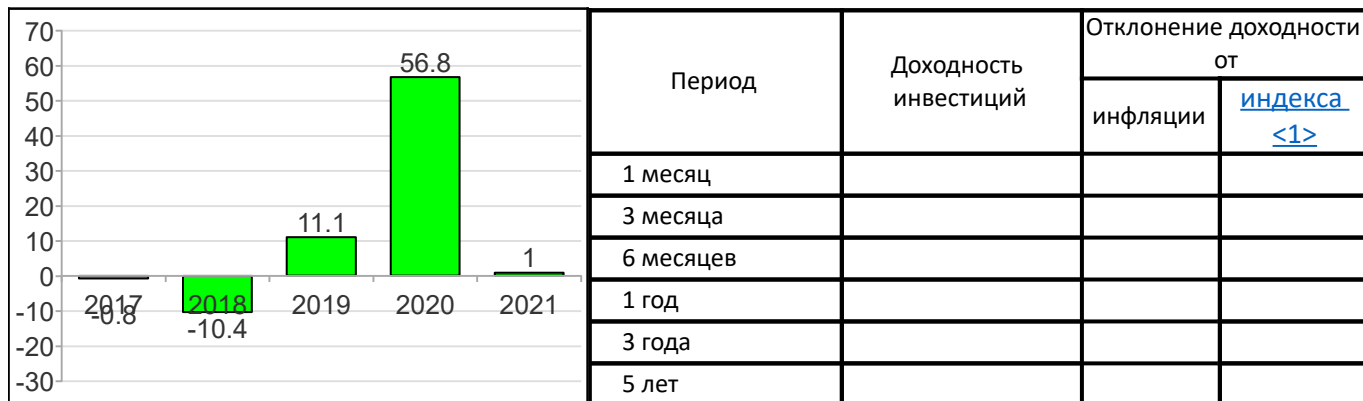 70
60
50
40
30
20
10
0
-10
-20
-30
-0.8
-10.4
11.1
56.8
1
2017
2018
2019
2020
2021
Период
Доходность
инвестиций
Отклонение доходности
от
инфляции
индекса
<1>
1 месяц
3 месяца
6 месяцев
1 год
3 года
5 лет